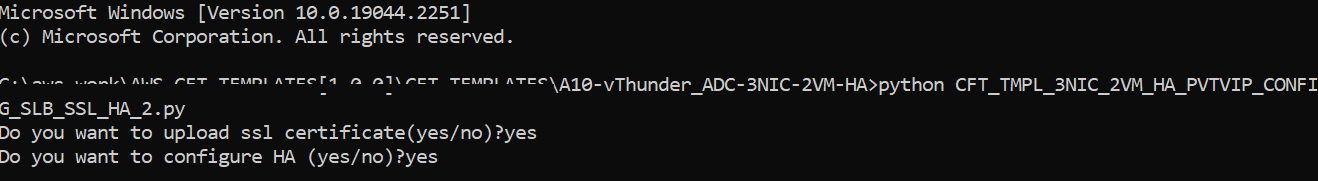 Microsoft Windows [Version 10.0.19044.2251]
(c) Microsoft Corporation. All rights reserved.
C:\aws_work\AWS_CFT_TEMPLATES[1.0.0]\CFT_TEMPLATES\A10-vThunder_ADC-3NIC-2VM-HA>python CFT_TMPL_3NIC_2VM_HA_PVTVIP_CONFI
G_SLB_SSL_HA_2.py
Do you want to upload ssl certificate(yes/no)?yes
Do you want to configure HA (yes/no)?yes